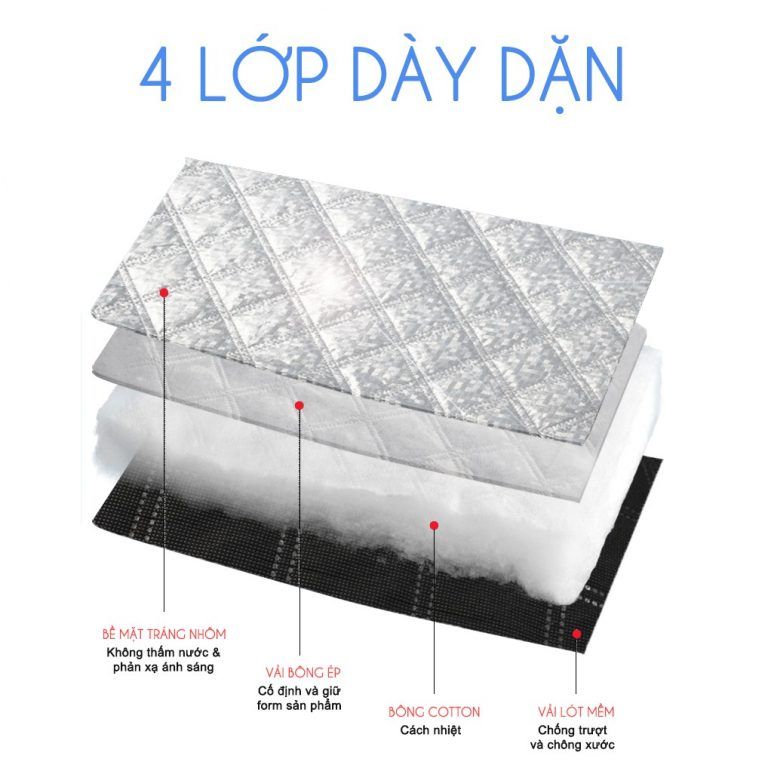 4 LỚP DÀY DẶN
BỀ MẶT TRÁNG NHÔM
Không thấm nước &
phản xạ ánh sáng
VẢI BÔNG ÉP
Cố định và giữ
form sản phẩm
BÔNG COTTON
Cách nhiệt
VẢI LÓT MỀM
Chống trượt
và chông xước